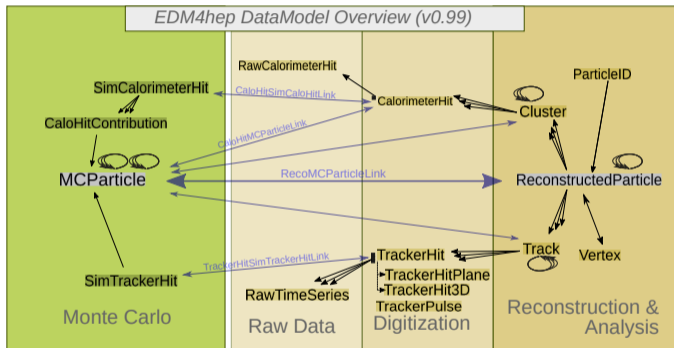 EDM4hep DataModel Overview (v0.99)
RawCalorimeterHit
ParticleID
SimCalorimeterHit
CaloHitSimCaloHitLink
CalorimeterHit
Cluster
CaloHitContribution
CaloHitMCParticleLink
MCParticle
RecoMCParticleLink
ReconstructedParticle
TrackerHitSimTrackerHitLink
TrackerHit
Track
Vertex
SimTrackerHit
TrackerHitPlane
RawTimeSeries
TrackerHit3D
TrackerPulse
Monte Carlo
Raw Data
Digitization
Reconstruction &
Analysis